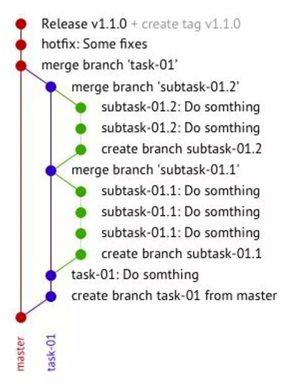 Release v1.1.0 + create tag v1.1.0
hotfix: Some fixes
merge branch 'task-01'
merge branch 'subtask-01.2'
subtask-01.2: Do somthing
subtask-01.2: Do somthing
create branch subtask-01.2
merge branch 'subtask-01.1'
subtask-01.1: Do somthing
subtask-01.1: Do somthing
subtask-01.1: Do somthing
create branch subtask-01.1
task-01: Do somthing
create branch task-01 from master
master
task-01